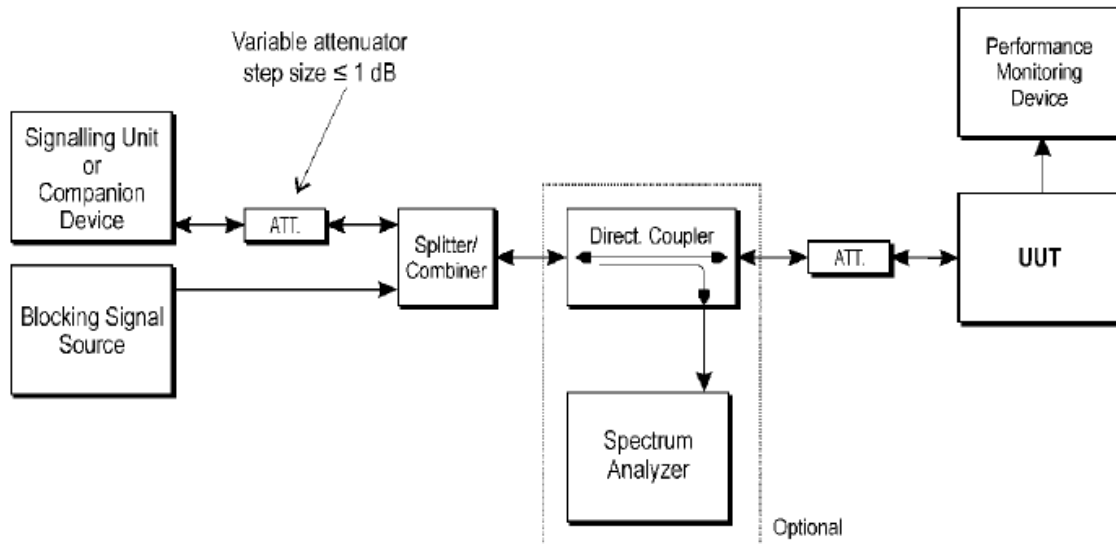 Variable attenuator
step size ≤ 1 dB
Performance
Monitoring
Device
Signalling Unit
or
Companion
Device
ATT.
Splitter/
Combiner
Direct. Coupler
ATT.
UUT
Blocking Signal
Source
Spectrum
Analyzer
Optional